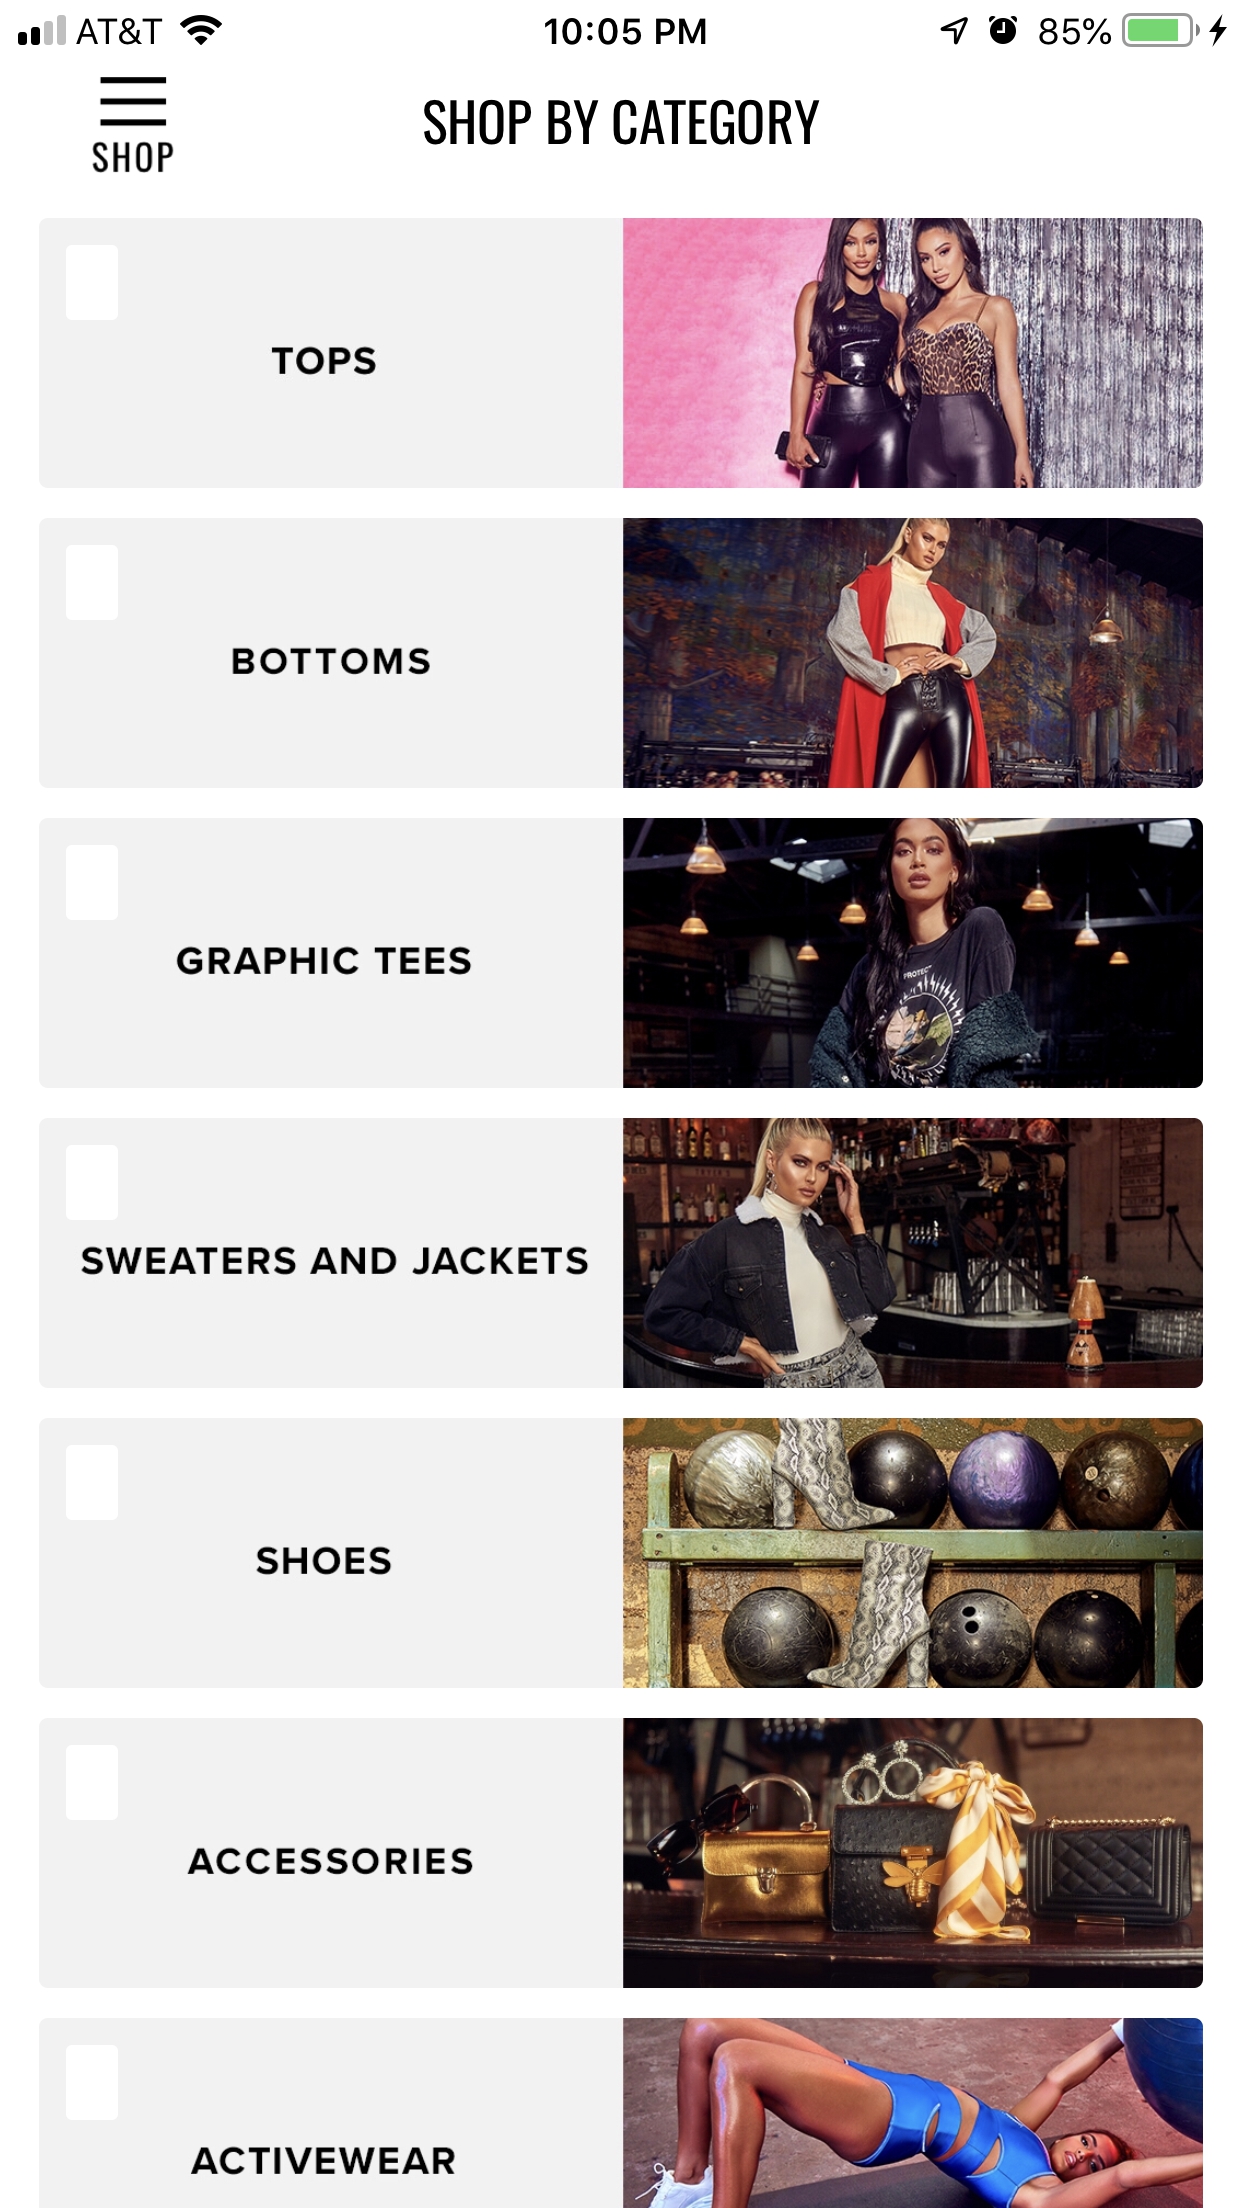 AT&T 10:05 PM 85%
SHOP
SHOP BY CATEGORY
TOPS
BOTTOMS
GRAPHIC TEES
PROTECT
SWEATERS AND JACKETS
SHOES
ACCESSORIES
ACTIVEWEAR